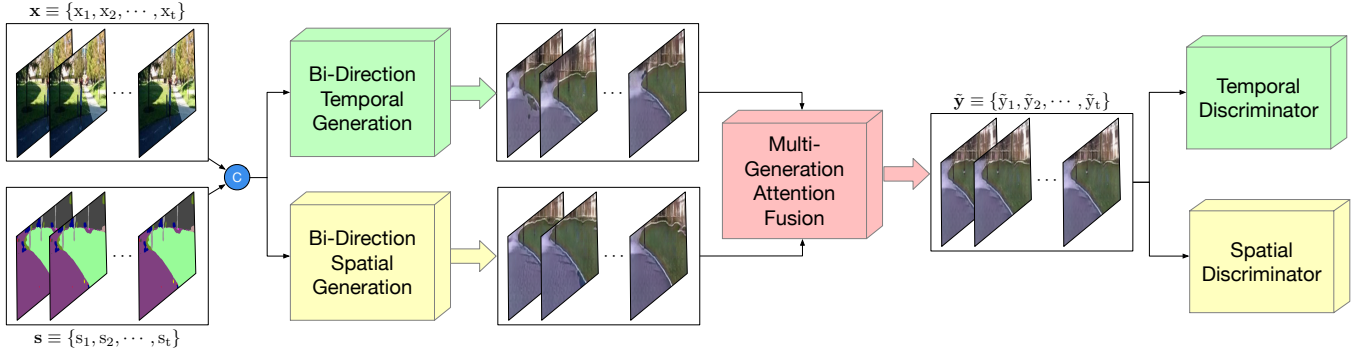 x ≡ {x₁, x₂, ⋯ , xₜ}
...
C
...
s ≡ {s₁, s₂, ⋯ , sₜ}
Bi-Direction
Temporal
Generation
Bi-Direction
Spatial
Generation
...
...
Multi-
Generation
Attention
Fusion
ỹ ≡ {ỹ₁, ỹ₂, ⋯ , ỹₜ}
...
Temporal
Discriminator
Spatial
Discriminator